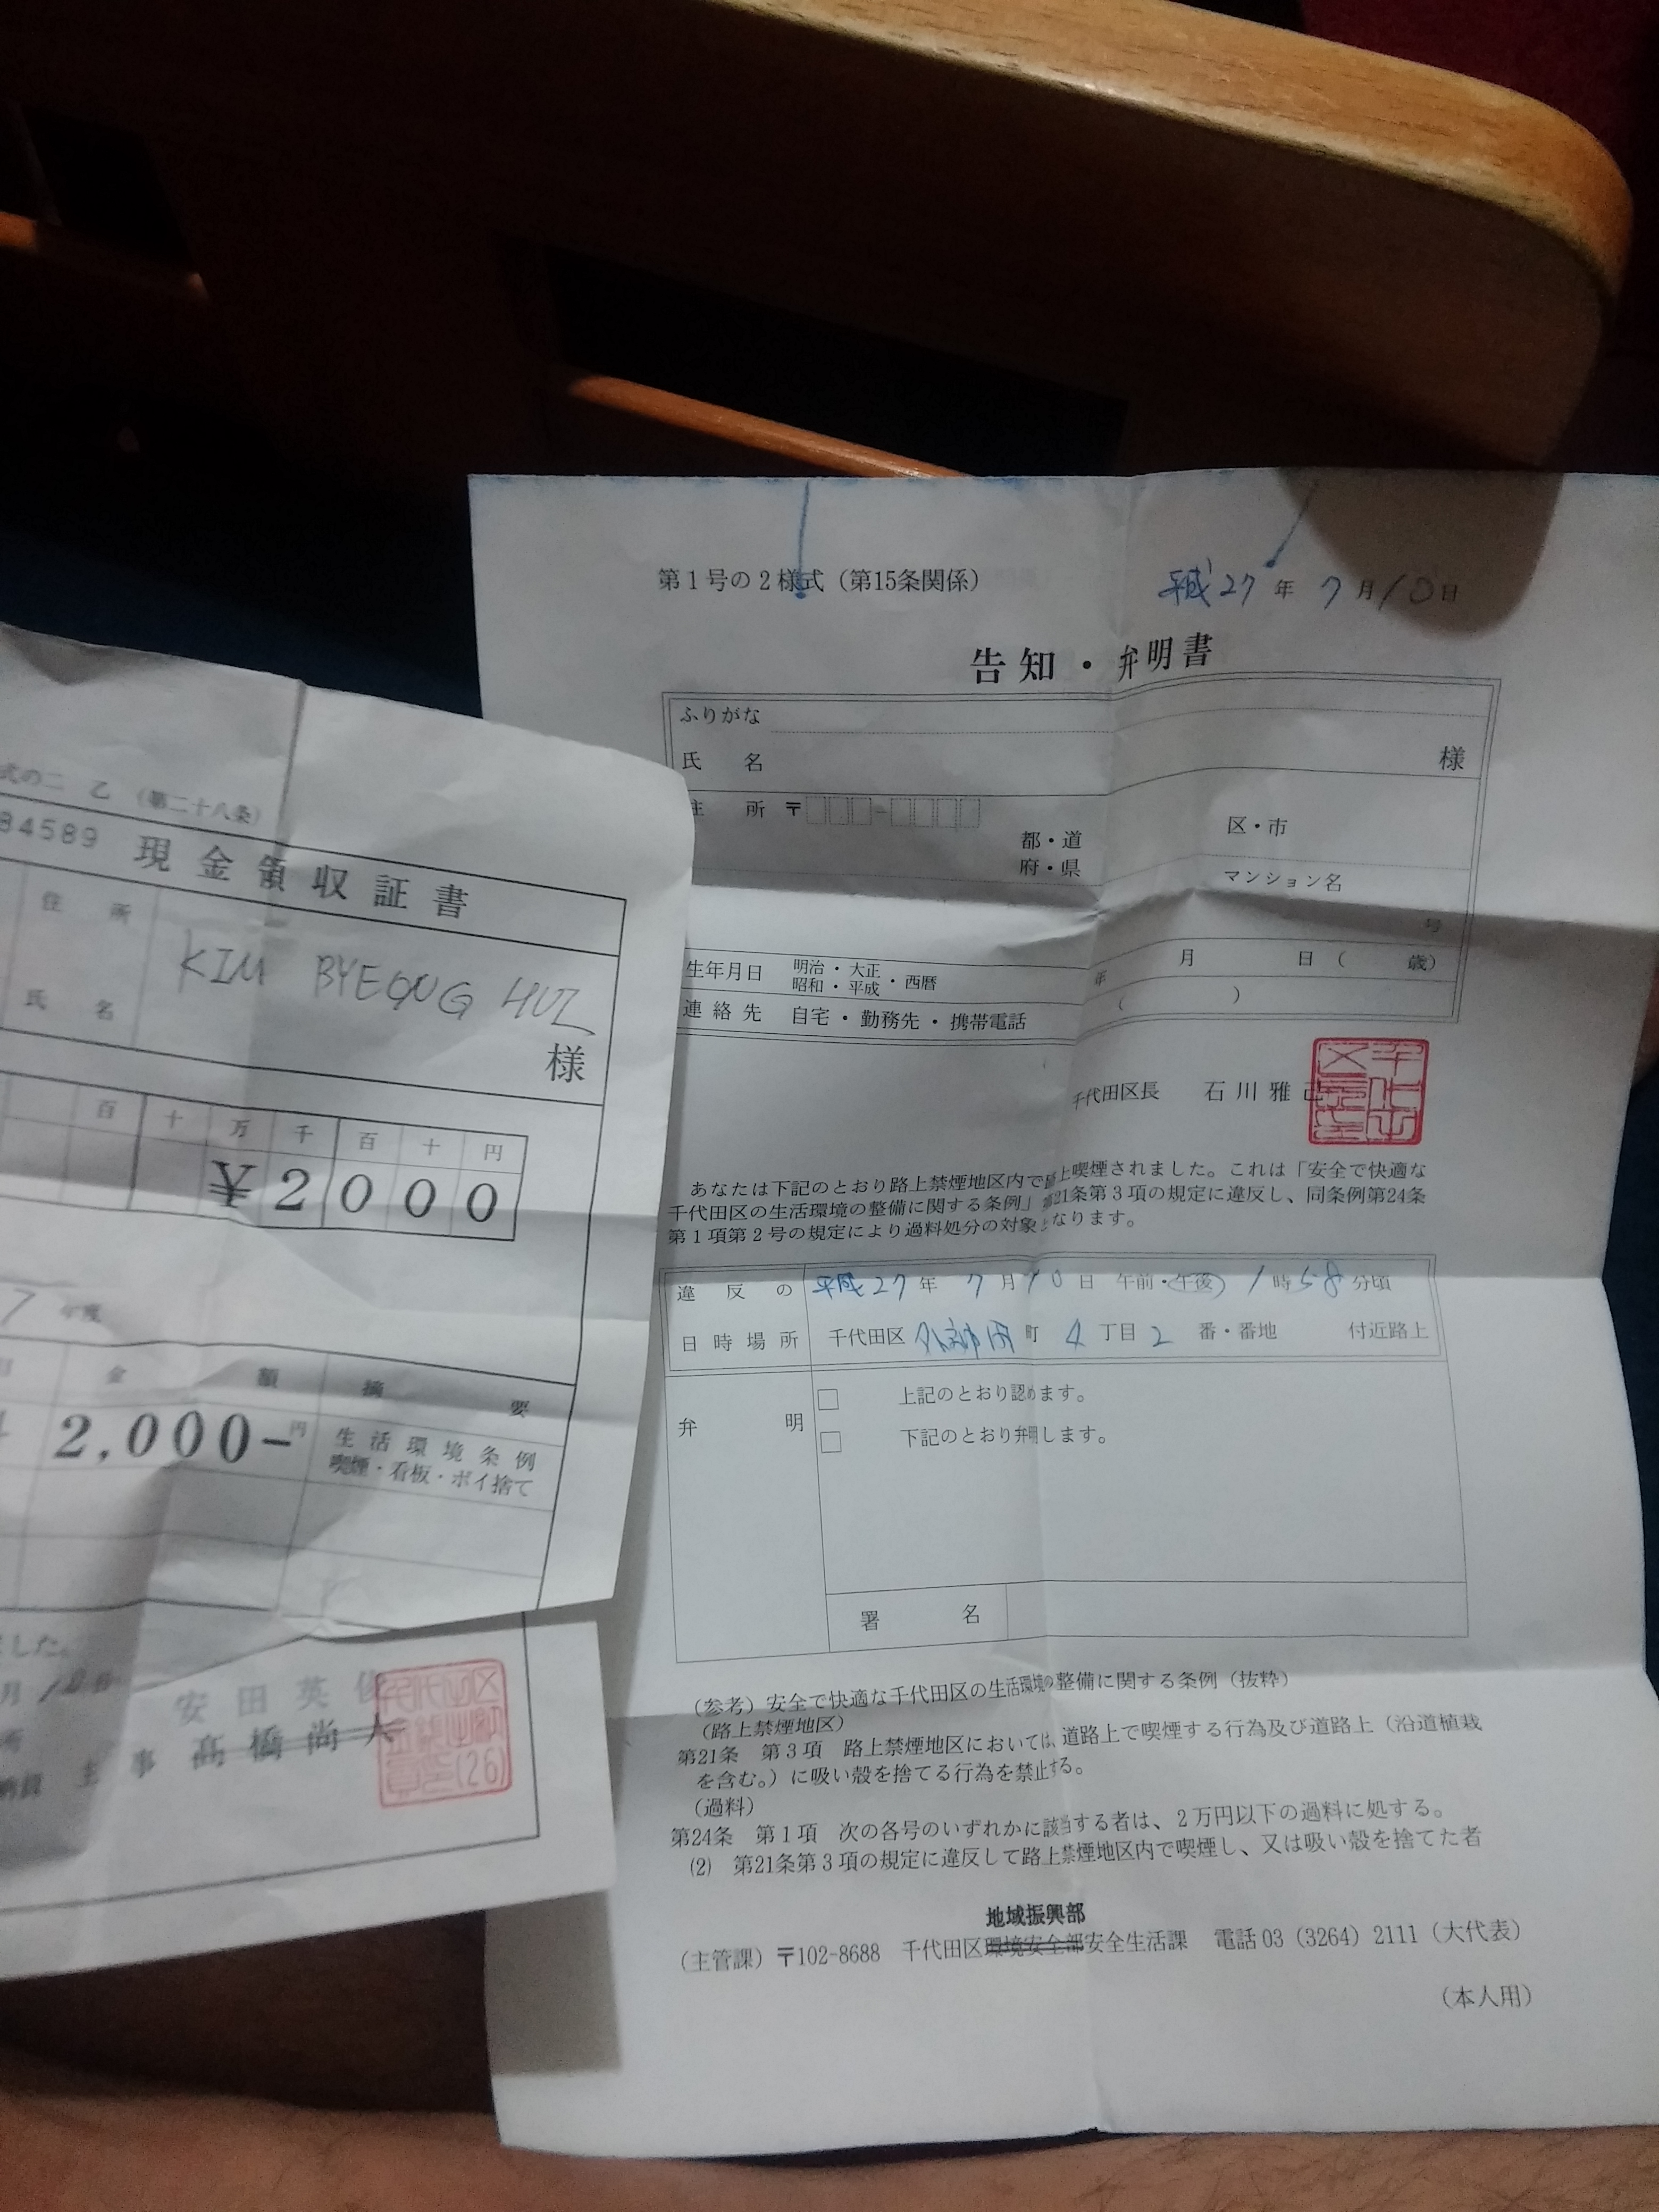 第1号の2様式（第15条関係）
平成27年 7月10日
告知・弁明書
ふりがな
氏 名 様
住 所 〒
都・道 区・市
府・県 マンション名
号
生年月日 明治・大正 昭和・平成・西暦 年 月 日（ 歳）
連絡先 自宅・勤務先・携帯電話 （ ）
千代田区長 石川雅己
あなたは下記のとおり路上禁煙地区内で路上喫煙されました。これは「安全で快適な
千代田区の生活環境の整備に関する条例」第21条第3項の規定に違反し、同条例第24条
第1項第2号の規定により過料処分の対象となります。
違反の 平成27年 7月10日 午前・午後 1時58分頃
日時場所 千代田区 外神田 町 4丁目 2 番・番地 付近路上
弁 明
上記のとおり認めます。
下記のとおり弁明します。
署 名
（参考）安全で快適な千代田区の生活環境の整備に関する条例（抜粋）
（路上禁煙地区）
第21条 第3項 路上禁煙地区においては、道路上で喫煙する行為及び道路上（沿道植栽
を含む。）に吸い殻を捨てる行為を禁止する。
（過料）
第24条 第1項 次の各号のいずれかに該当する者は、2万円以下の過料に処する。
(2) 第21条第3項の規定に違反して路上禁煙地区内で喫煙し、又は吸い殻を捨てた者
地域振興部
（主管課）〒102-8688 千代田区環境安全部安全生活課 電話 03（3264）2111（大代表）
（本人用）
式の二 乙 （第二十八条）
84589 現金領収証書
住 所
KIM BYEONG HUI
氏 名
様
百 十 万 千 百 十 円
¥2000
7 年度
金 額 摘 要
2,000-円
生活環境条例
喫煙・看板・ポイ捨て
ました。
月 10日
安田英俊
主事 髙橋尚大
(26)